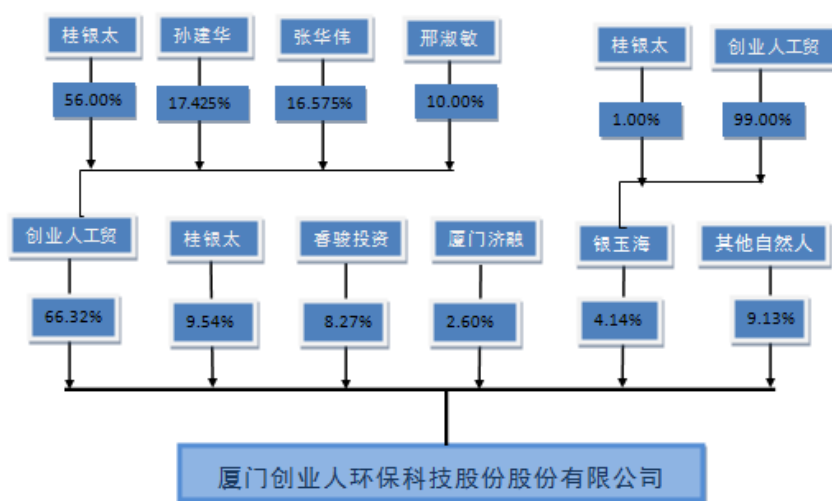 桂银太 孙建华 张华伟 邢淑敏 桂银太 创业人工贸
56.00% 17.425% 16.575% 10.00% 1.00% 99.00%
创业人工贸 桂银太 睿骏投资 厦门济融 银玉海 其他自然人
66.32% 9.54% 8.27% 2.60% 4.14% 9.13%
厦门创业人环保科技股份股份有限公司